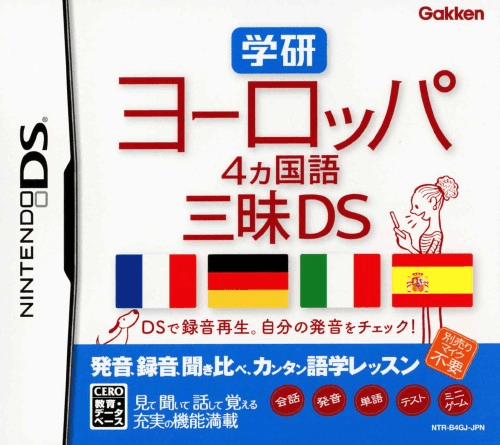 Gakken
学研
ヨーロッパ
4ヵ国語
三昧DS
NINTENDO DS
DSで録音再生。自分の発音をチェック!
発音、録音、聞き比べ、カンタン語学レッスン
別売り
マイク
不要
CERO
教育・データベース
見て聞いて話して覚える
充実の機能満載
会話
発音
単語
テスト
ミニゲーム
NTR-B4GJ-JPN